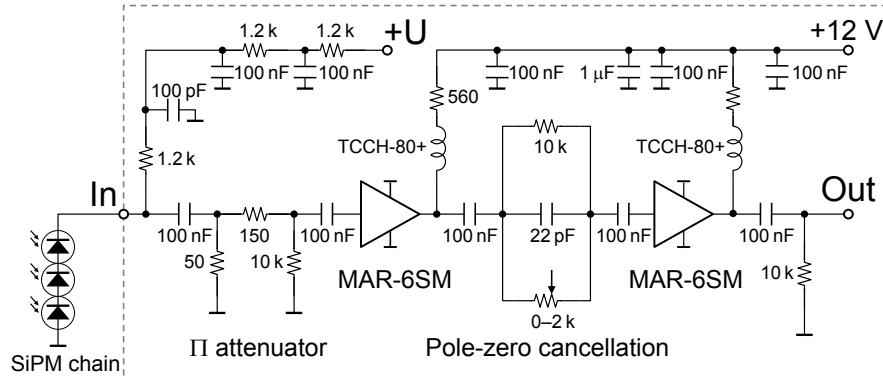 1.2 k 1.2 k +U +12 V
100 nF 100 nF 100 nF 1 µF 100 nF 100 nF
100 pF
560
TCCH-80+ TCCH-80+
1.2 k
10 k
In Out
100 nF 150 100 nF 100 nF 22 pF 100 nF 100 nF
50 10 k 10 k
MAR-6SM MAR-6SM
0–2 k
SiPM chain Π attenuator Pole-zero cancellation